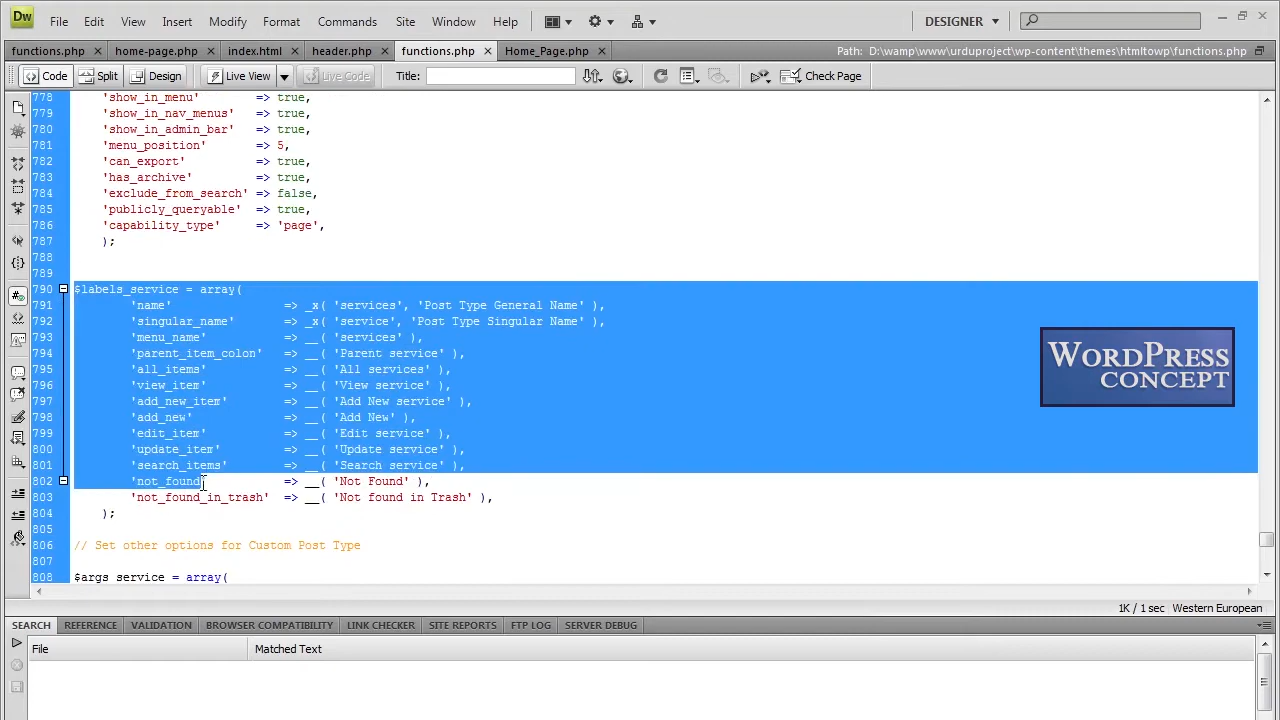 Dw File Edit View Insert Modify Format Commands Site Window Help DESIGNER
functions.php home-page.php index.html header.php functions.php Home_Page.php Path: D:\wamp\www\urduproject\wp-content\themes\htmltowp\functions.php
Code Split Design Live View Live Code Title: Check Page
778 'show_in_menu' => true,
779 'show_in_nav_menus' => true,
780 'show_in_admin_bar' => true,
781 'menu_position' => 5,
782 'can_export' => true,
783 'has_archive' => true,
784 'exclude_from_search' => false,
785 'publicly_queryable' => true,
786 'capability_type' => 'page',
787 );
788
789
790 $labels_service = array(
791 'name' => _x( 'services', 'Post Type General Name' ),
792 'singular_name' => _x( 'service', 'Post Type Singular Name' ),
793 'menu_name' => __( 'services' ),
794 'parent_item_colon' => __( 'Parent service' ),
795 'all_items' => __( 'All services' ),
796 'view_item' => __( 'View service' ),
797 'add_new_item' => __( 'Add New service' ),
798 'add_new' => __( 'Add New' ),
799 'edit_item' => __( 'Edit service' ),
800 'update_item' => __( 'Update service' ),
801 'search_items' => __( 'Search service' ),
802 'not_found' => __( 'Not Found' ),
803 'not_found_in_trash' => __( 'Not found in Trash' ),
804 );
805
806 // Set other options for Custom Post Type
807
808 $args_service = array(
WORDPRESS
CONCEPT
1K / 1 sec Western European
SEARCH REFERENCE VALIDATION BROWSER COMPATIBILITY LINK CHECKER SITE REPORTS FTP LOG SERVER DEBUG
File Matched Text